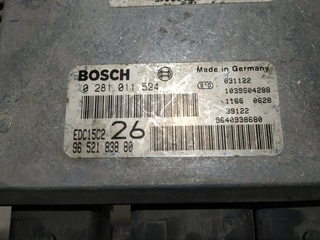 BOSCH
Made in Germany
0 281 011 524
031122
1039S04288
1166 0628
39122
9640938680
EDC15C2 26
96 521 838 80